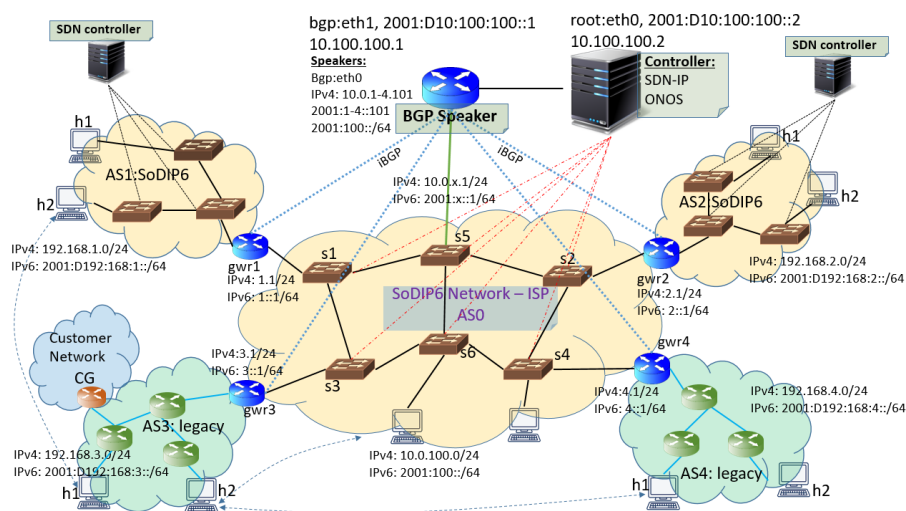 SDN controller
bgp:eth1, 2001:D10:100:100::1
10.100.100.1
Speakers:
Bgp:eth0
IPv4: 10.0.1-4.101
2001:1-4::101
2001:100::/64
BGP Speaker
root:eth0, 2001:D10:100:100::2
10.100.100.2
Controller:
SDN-IP
ONOS
SDN controller
h1
AS1:SoDIP6
h2
IPv4: 192.168.1.0/24
IPv6: 2001:D192:168:1::/64
gwr1
IPv4: 1.1/24
IPv6: 1::1/64
iBGP
iBGP
IPv4: 10.0.x.1/24
IPv6: 2001:x::1/64
h1
AS2:SoDIP6
h2
IPv4: 192.168.2.0/24
IPv6: 2001:D192:168:2::/64
gwr2
IPv4:2.1/24
IPv6: 2::1/64
s1
s5
s2
SoDIP6 Network – ISP
AS0
s3
s6
s4
Customer
Network
CG
IPv4:3.1/24
IPv6: 3::1/64
gwr3
AS3: legacy
IPv4: 192.168.3.0/24
IPv6: 2001:D192:168:3::/64
h1
h2
IPv4: 10.0.100.0/24
IPv6: 2001:100::/64
gwr4
IPv4:4.1/24
IPv6: 4::1/64
IPv4: 192.168.4.0/24
IPv6: 2001:D192:168:4::/64
AS4: legacy
h1
h2